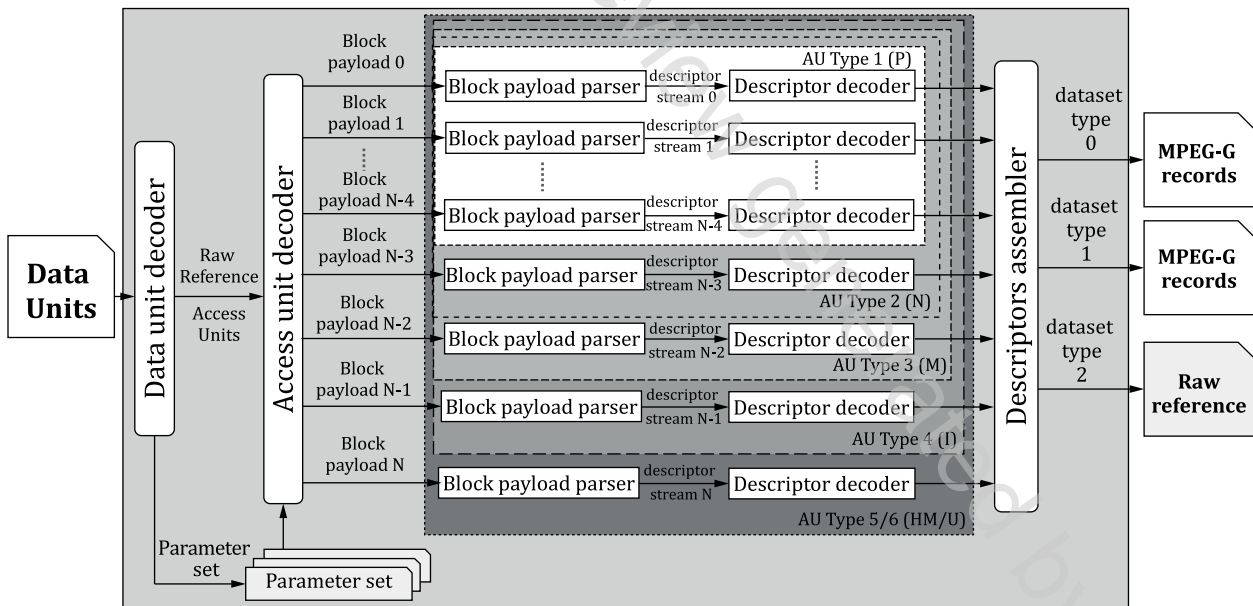 Data
Units
Data unit decoder
Raw
Reference
Access
Units
Parameter
set
Parameter set
Access unit decoder
Block
payload 0
Block
payload 1
Block
payload N-4
Block
payload N-3
Block
payload N-2
Block
payload N-1
Block
payload N
AU Type 1 (P)
Block payload parser
descriptor
stream 0
Descriptor decoder
Block payload parser
descriptor
stream 1
Descriptor decoder
Block payload parser
descriptor
stream N-4
Descriptor decoder
Block payload parser
descriptor
stream N-3
Descriptor decoder
AU Type 2 (N)
Block payload parser
descriptor
stream N-2
Descriptor decoder
AU Type 3 (M)
Block payload parser
descriptor
stream N-1
Descriptor decoder
AU Type 4 (I)
Block payload parser
descriptor
stream N
Descriptor decoder
AU Type 5/6 (HM/U)
Descriptors assembler
dataset
type
0
MPEG-G
records
dataset
type
1
MPEG-G
records
dataset
type
2
Raw
reference
view generated by